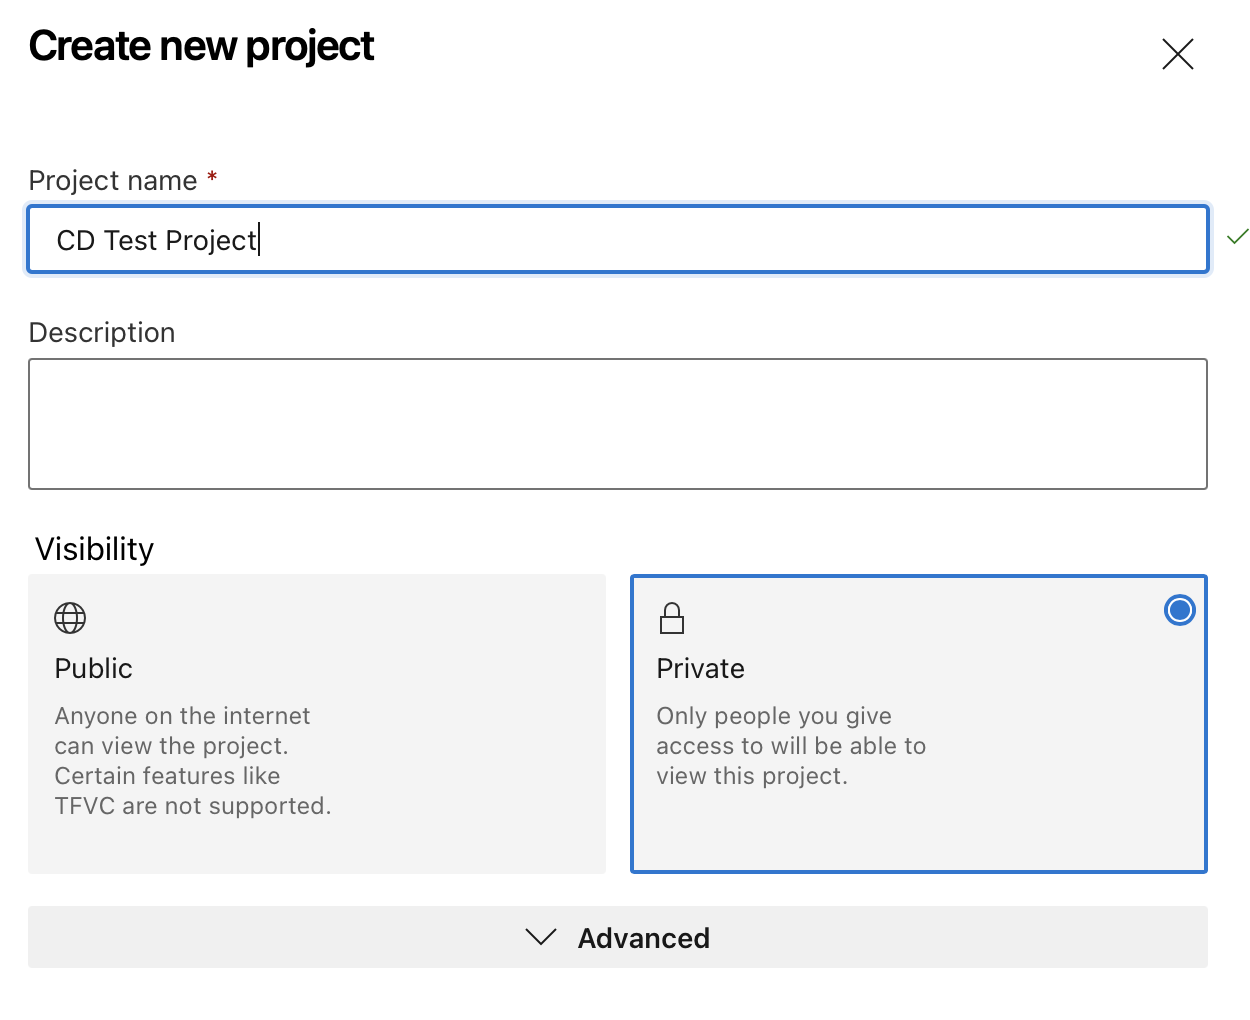 Create new project
Project name *
CD Test Project
Description
Visibility
Public
Anyone on the internet
can view the project.
Certain features like
TFVC are not supported.
Private
Only people you give
access to will be able to
view this project.
Advanced